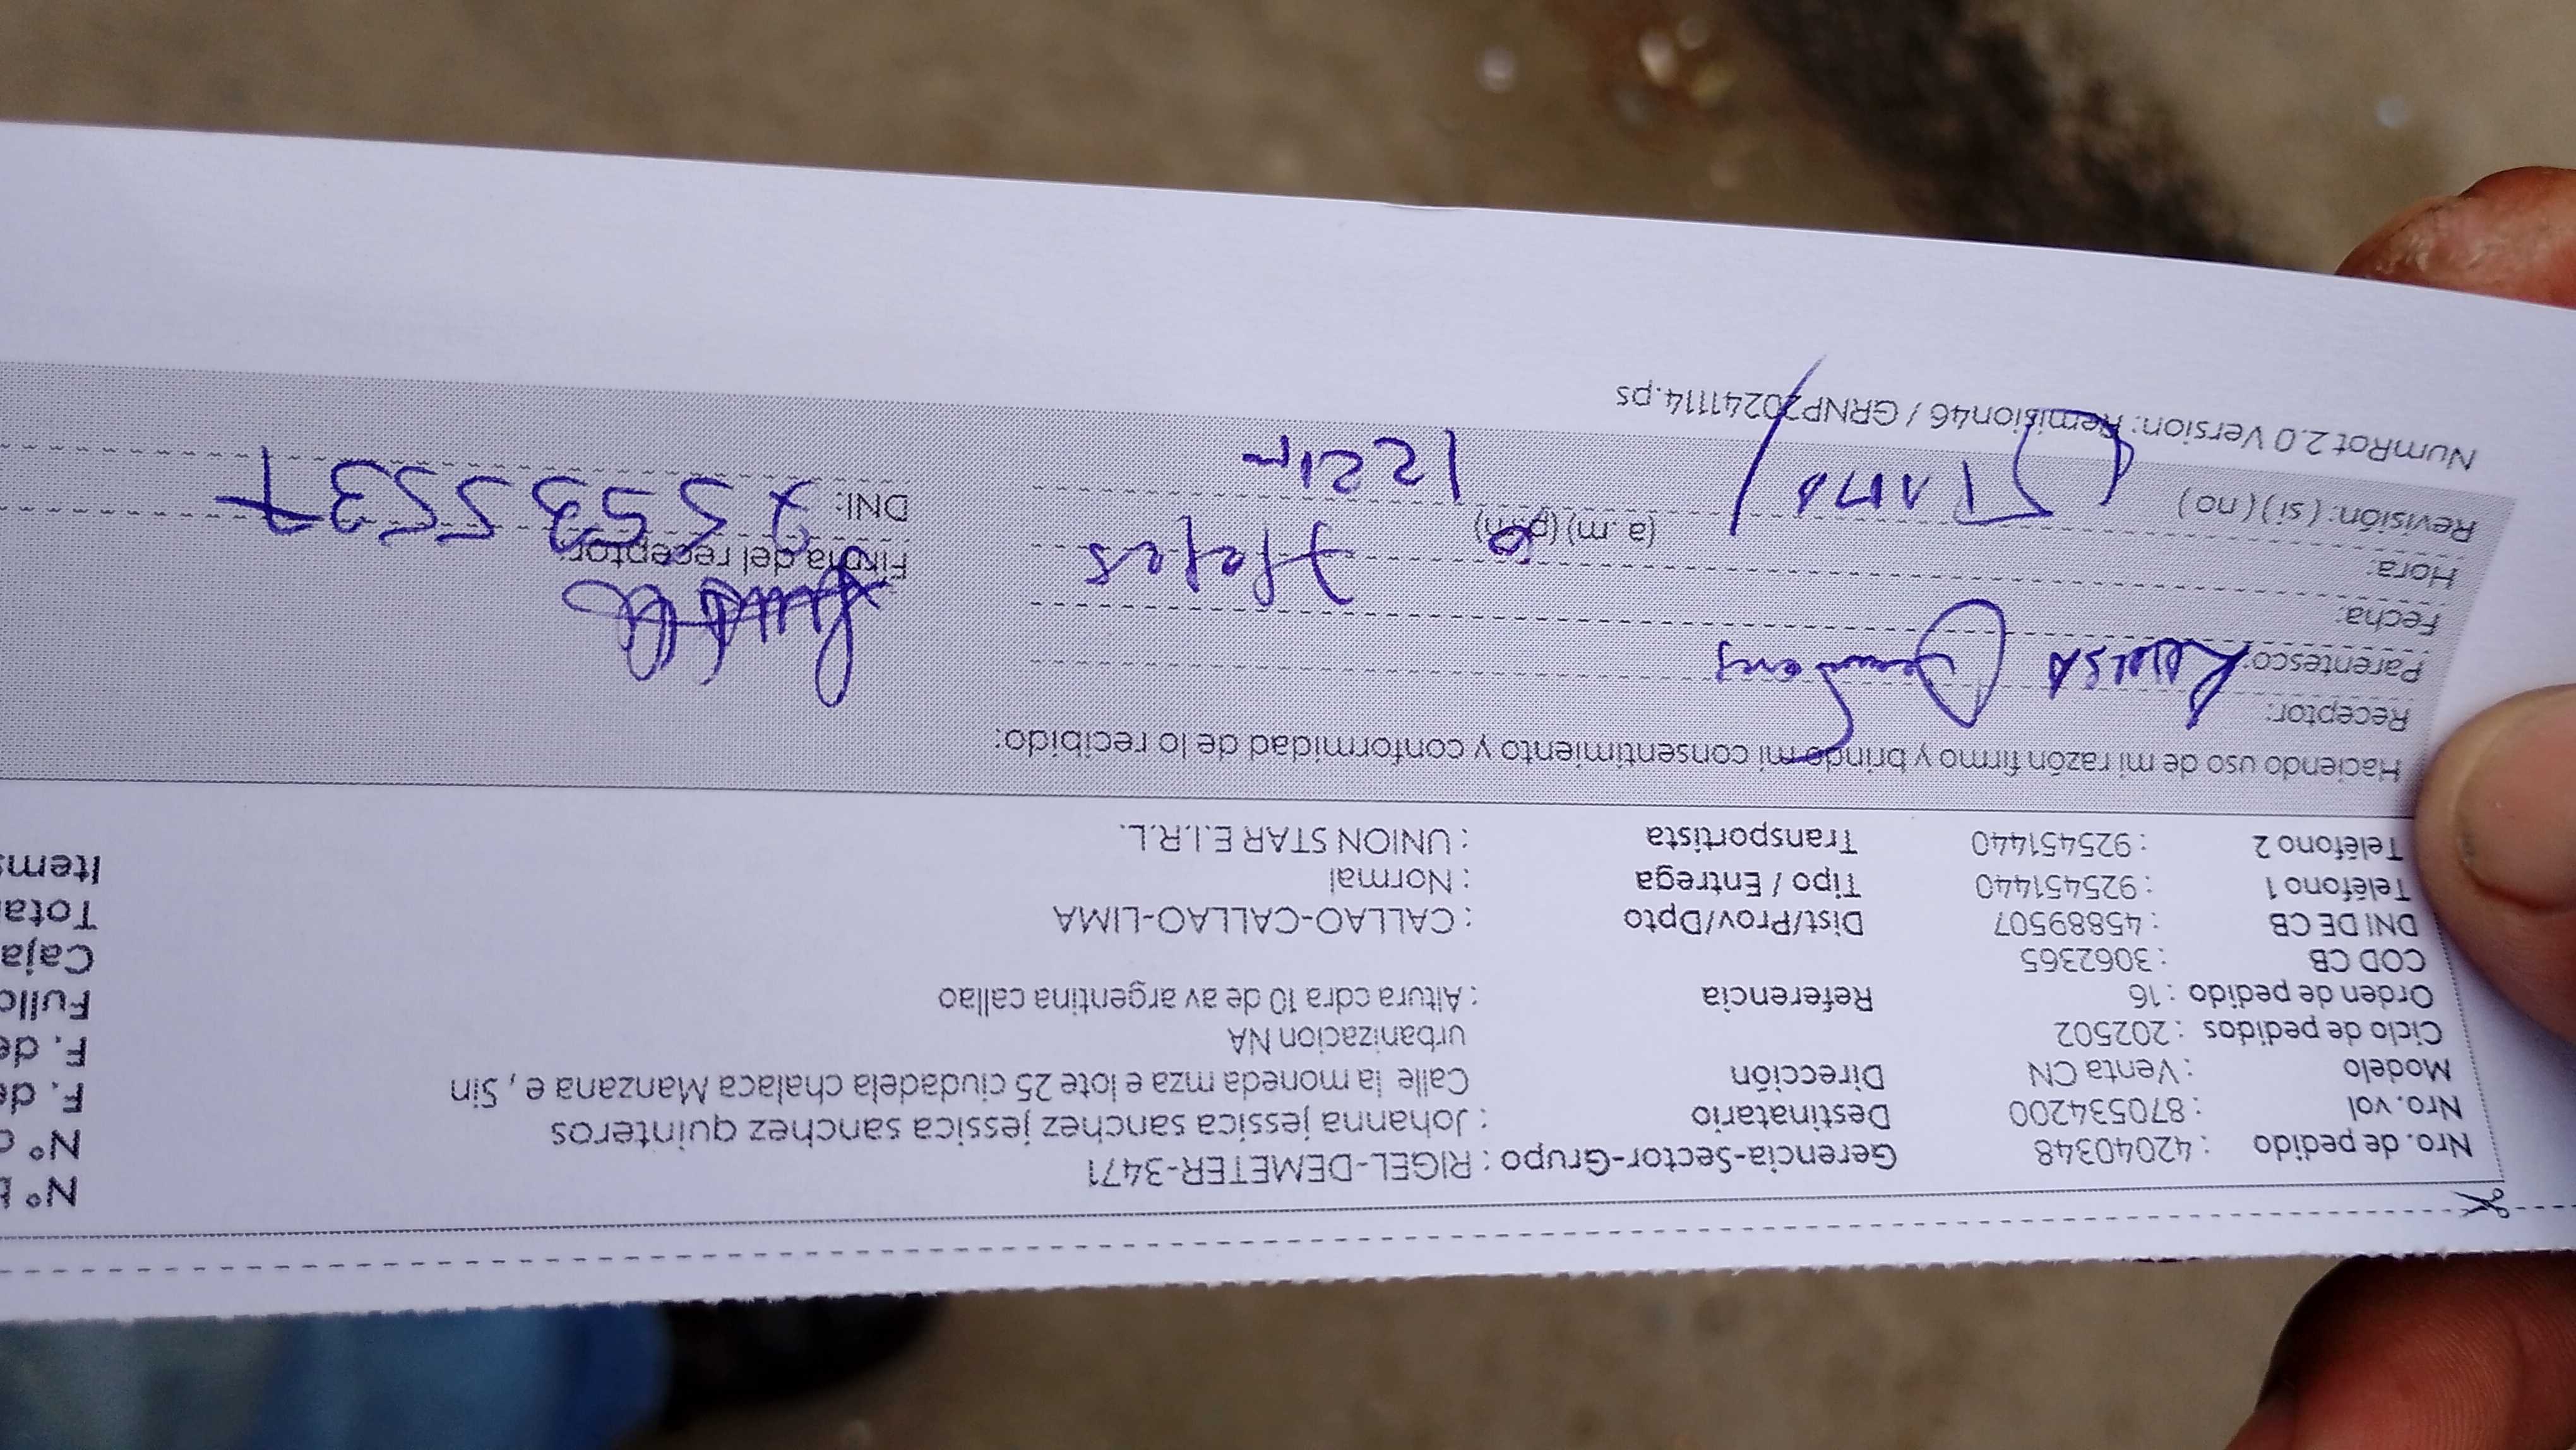 Nro. de pedido : 42040348 Gerencia-Sector-Grupo : RIGEL-DEMETER-3471 N°
Nro. vol : 870534200 Destinatario : Johanna jessica sanchez jessica sanchez quinteros N°
Modelo : Venta CN Dirección Calle la moneda mza e lote 25 ciudadela chalaca Manzana e , Sin F. de
Ciclo de pedidos : 202502 urbanizacion NA F. de
Orden de pedido : 16 Referencia : Altura cdra 10 de av argentina callao
COD CB : 3062365 Caja
DNI DE CB : 45889507 Dist/Prov/Dpto : CALLAO-CALLAO-LIMA Tota
Teléfono 1 : 925451440 Tipo / Entrega : Normal Items
Teléfono 2 : 925451440 Transportista : UNION STAR E.I.R.L.
Haciendo uso de mi razón firmo y brindo mi consentimiento y conformidad de lo recibido:
Receptor:
Parentesco:
Fecha:
Hora: (a.m) (p.m) Firma del receptor:
Revisión: (si) (no) DNI:
NumRot 2.0 Version: Remision46 / GRNP20241114.ps